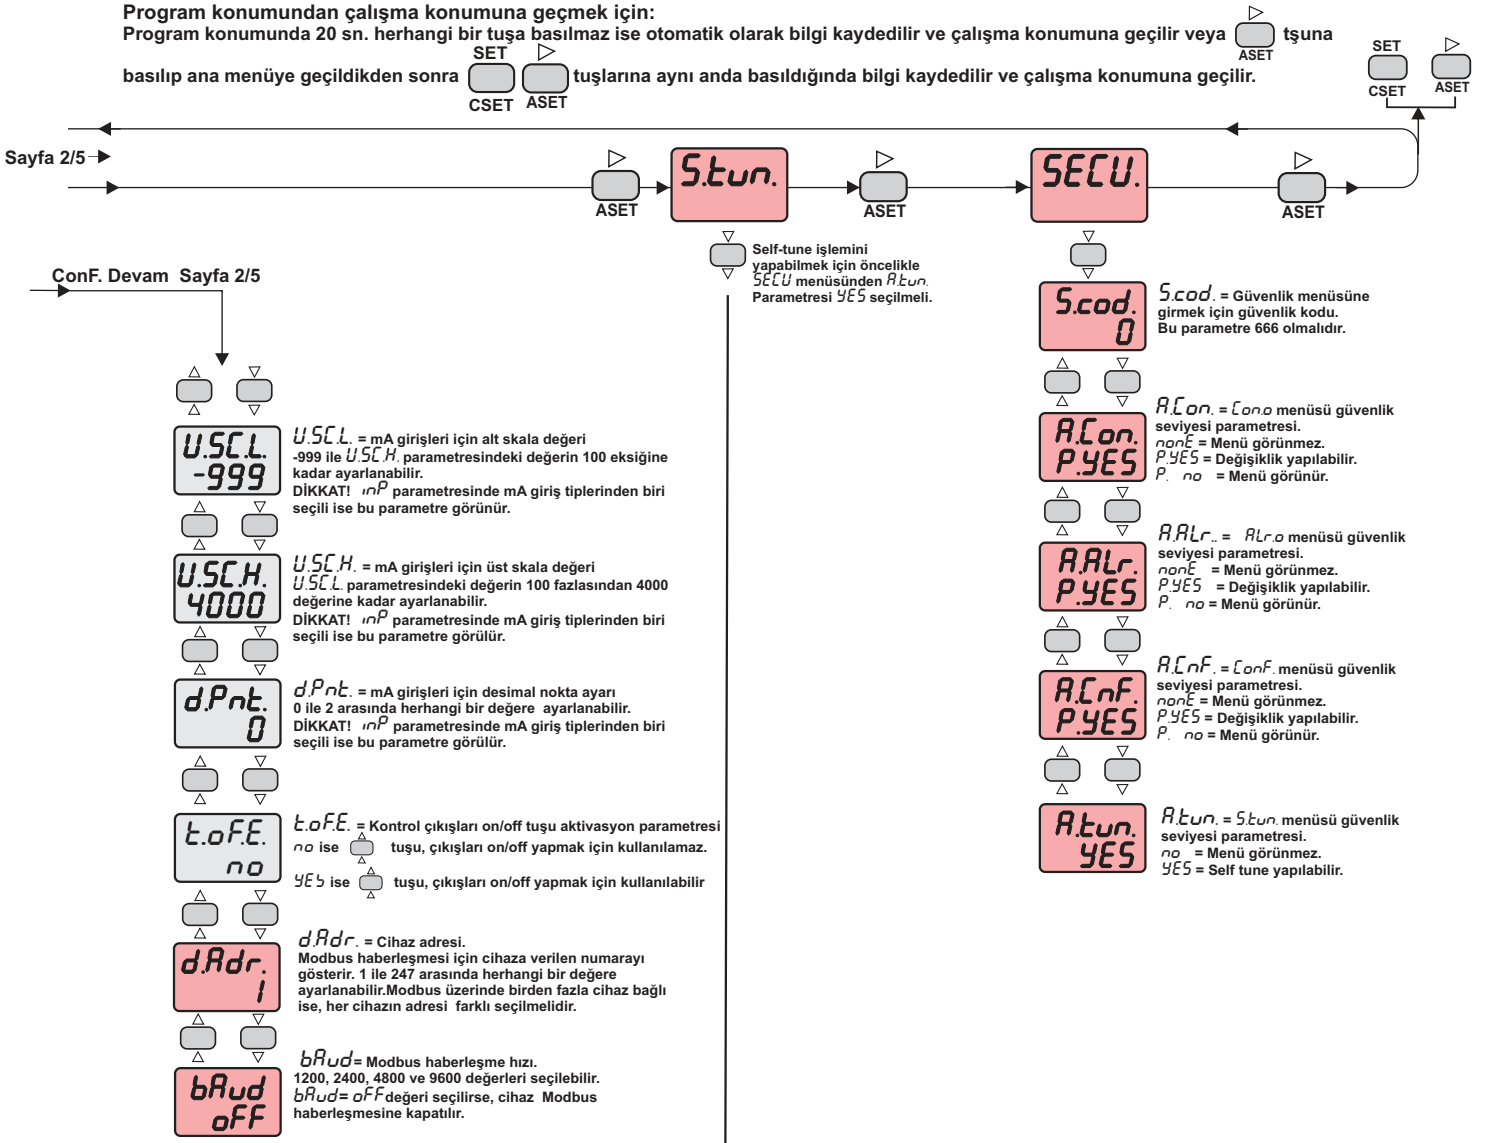 Program konumundan çalışma konumuna geçmek için:
Program konumunda 20 sn. herhangi bir tuşa basılmaz ise otomatik olarak bilgi kaydedilir ve çalışma konumuna geçilir veya ASET tşuna
SET
basılıp ana menüye geçildikden sonra tuşlarına aynı anda basıldığında bilgi kaydedilir ve çalışma konumuna geçilir.
CSET ASET
SET
CSET ASET
Sayfa 2/5
ASET
S.tun.
ASET
SECU.
ASET
Self-tune işlemini
yapabilmek için öncelikle
SECU menüsünden A.tun.
Parametresi YES seçilmeli.
ConF. Devam Sayfa 2/5
U.SC.L.
-999
U.SC.L. = mA girişleri için alt skala değeri
-999 ile U.SC.H. parametresindeki değerin 100 eksiğine
kadar ayarlanabilir.
DİKKAT! inP parametresinde mA giriş tiplerinden biri
seçili ise bu parametre görünür.
U.SC.H.
4000
U.SC.H. = mA girişleri için üst skala değeri
U.SC.L. parametresindeki değerin 100 fazlasından 4000
değerine kadar ayarlanabilir.
DİKKAT! inP parametresinde mA giriş tiplerinden biri
seçili ise bu parametre görülür.
d.Pnt.
0
d.Pnt. = mA girişleri için desimal nokta ayarı
0 ile 2 arasında herhangi bir değere ayarlanabilir.
DİKKAT! inP parametresinde mA giriş tiplerinden biri
seçili ise bu parametre görülür.
t.oF.E.
no
t.oF.E. = Kontrol çıkışları on/off tuşu aktivasyon parametresi
no ise tuşu, çıkışları on/off yapmak için kullanılamaz.
YES ise tuşu, çıkışları on/off yapmak için kullanılabilir
d.Adr.
1
d.Adr. = Cihaz adresi.
Modbus haberleşmesi için cihaza verilen numarayı
gösterir. 1 ile 247 arasında herhangi bir değere
ayarlanabilir.Modbus üzerinde birden fazla cihaz bağlı
ise, her cihazın adresi farklı seçilmelidir.
bAud
oFF
bAud = Modbus haberleşme hızı.
1200, 2400, 4800 ve 9600 değerleri seçilebilir.
bAud = oFF değeri seçilirse, cihaz Modbus
haberleşmesine kapatılır.
S.cod.
0
S.cod. = Güvenlik menüsüne
girmek için güvenlik kodu.
Bu parametre 666 olmalıdır.
A.Con.
P.YES
A.Con. = Con.o menüsü güvenlik
seviyesi parametresi.
nonE = Menü görünmez.
P.YES = Değişiklik yapılabilir.
P. no = Menü görünür.
A.ALr.
P.YES
A.ALr.. = ALr.o menüsü güvenlik
seviyesi parametresi.
nonE = Menü görünmez.
P.YES = Değişiklik yapılabilir.
P. no = Menü görünür.
A.CnF.
P.YES
A.CnF. = ConF. menüsü güvenlik
seviyesi parametresi.
nonE = Menü görünmez.
P.YES = Değişiklik yapılabilir.
P. no = Menü görünür.
A.tun.
YES
A.tun. = S.tun. menüsü güvenlik
seviyesi parametresi.
no = Menü görünmez.
YES = Self tune yapılabilir.